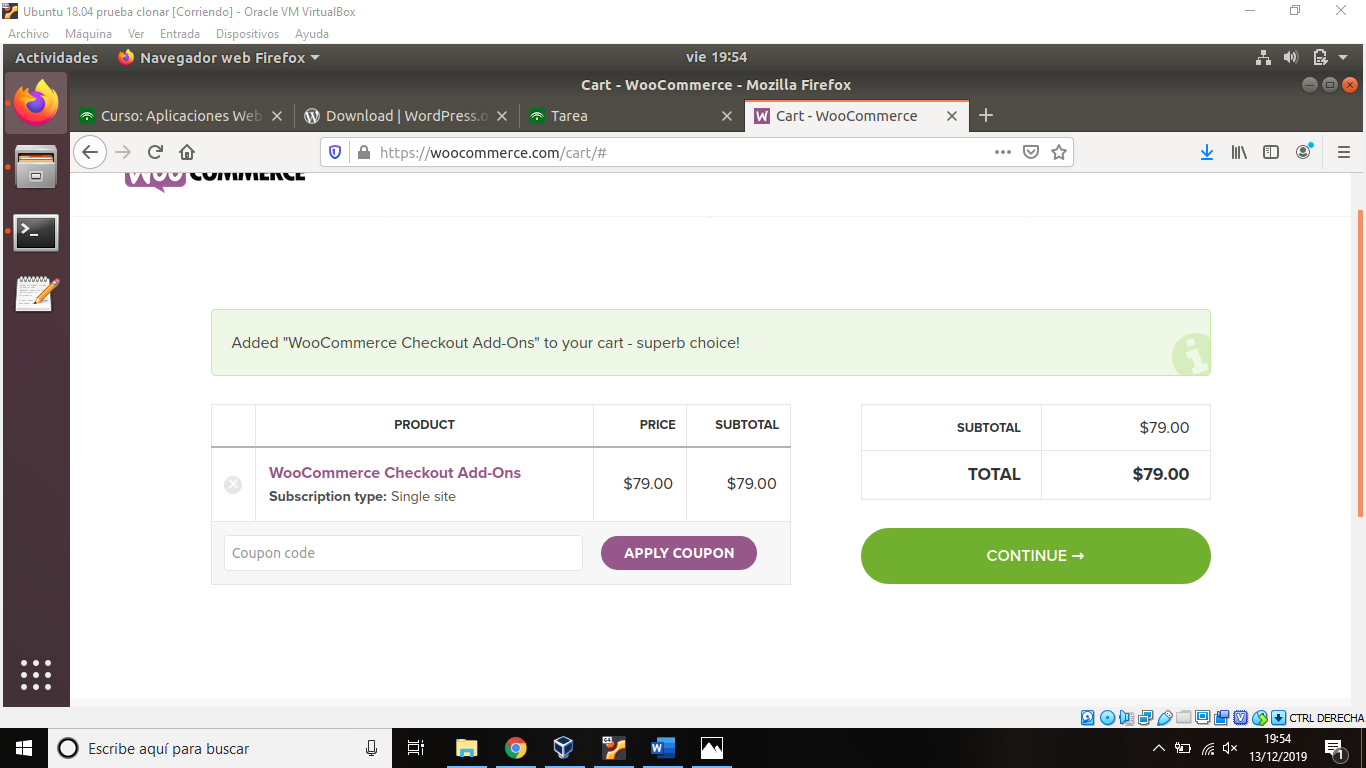 Ubuntu 18.04 prueba clonar [Corriendo] - Oracle VM VirtualBox
Archivo Máquina Ver Entrada Dispositivos Ayuda
Actividades Navegador web Firefox vie 19:54
Cart - WooCommerce - Mozilla Firefox
Curso: Aplicaciones Web Download | WordPress.o Tarea Cart - WooCommerce
https://woocommerce.com/cart/#
WOO COMMERCE
Added "WooCommerce Checkout Add-Ons" to your cart - superb choice!
PRODUCT PRICE SUBTOTAL
WooCommerce Checkout Add-Ons $79.00 $79.00
Subscription type: Single site
Coupon code APPLY COUPON
SUBTOTAL $79.00
TOTAL $79.00
CONTINUE →
CTRL DERECHA
Escribe aquí para buscar
19:54
13/12/2019
1